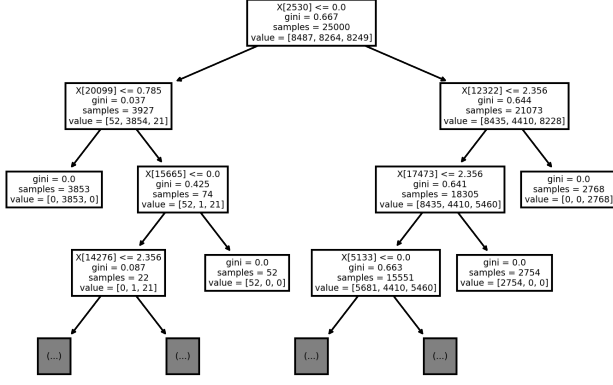 X[2530] <= 0.0
gini = 0.667
samples = 25000
value = [8487, 8264, 8249]
X[20099] <= 0.785
gini = 0.037
samples = 3927
value = [52, 3854, 21]
X[12322] <= 2.356
gini = 0.644
samples = 21073
value = [8435, 4410, 8228]
gini = 0.0
samples = 3853
value = [0, 3853, 0]
X[15665] <= 0.0
gini = 0.425
samples = 74
value = [52, 1, 21]
X[17473] <= 2.356
gini = 0.641
samples = 18305
value = [8435, 4410, 5460]
gini = 0.0
samples = 2768
value = [0, 0, 2768]
X[14276] <= 2.356
gini = 0.087
samples = 22
value = [0, 1, 21]
gini = 0.0
samples = 52
value = [52, 0, 0]
X[5133] <= 0.0
gini = 0.663
samples = 15551
value = [5681, 4410, 5460]
gini = 0.0
samples = 2754
value = [2754, 0, 0]
(...)
(...)
(...)
(...)